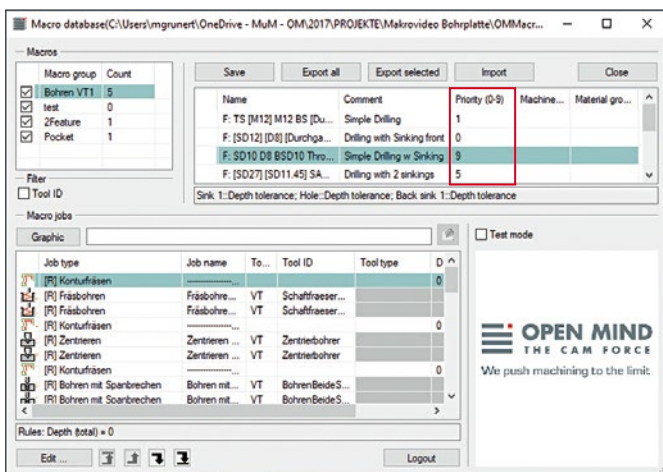 Macro database(C:\Users\mgrunert\OneDrive - MuM - OM\2017\PROJEKTE\Makrovideo Bohrplatte\OMMacr...
Macros
Macro group Count
Bohren VT1 5
test 0
2Feature 1
Pocket 1
Filter
Tool ID
Save Export all Export selected Import Close
Name Comment Priority (0-9) Machine... Material gro...
F: TS [M12] M12 BS [Du... Simple Drilling 1
F: [SD12] [D8] [Durchga... Drilling with Sinking front 0
F: SD10 D8 BSD10 Thro... Simple Drilling w Sinking 9
F: [SD27] [SD11.45] SA... Drilling with 2 sinkings 5
Sink 1::Depth tolerance; Hole::Depth tolerance; Back sink 1::Depth tolerance
Macro jobs
Graphic
Test mode
Job type Job name To... Tool ID Tool type D
[R] Konturfräsen ---------------... 0
[R] Fräsbohren Fräsbohre... VT Schaftfraeser...
[R] Fräsbohren Fräsbohre... VT Schaftfraeser...
[R] Konturfräsen ---------------... 0
[R] Zentrieren Zentrieren ... VT Zentrierbohrer
[R] Zentrieren Zentrieren ... VT Zentrierbohrer
[R] Konturfräsen ---------------... 0
[R] Bohren mit Spanbrechen Bohren mit... VT BohrenBeideS...
[R] Bohren mit Spanbrechen Bohren mit... VT BohrenBeideS...
OPEN MIND
THE CAM FORCE
We push machining to the limit
Rules: Depth (total) = 0
Edit ... Logout